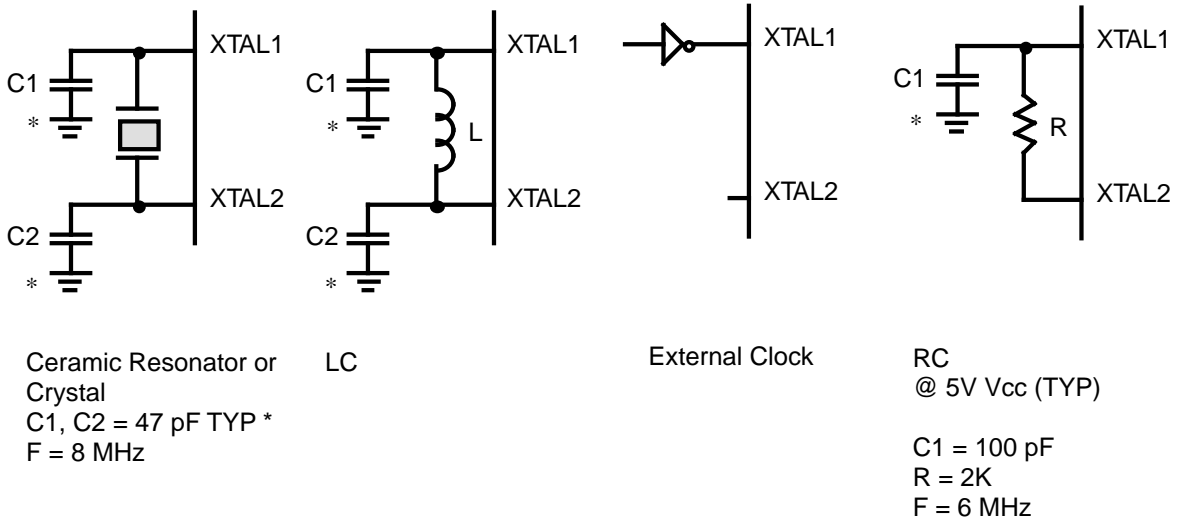 XTAL1
C1
*
XTAL2
C2
*
Ceramic Resonator or
Crystal
C1, C2 = 47 pF TYP *
F = 8 MHz
XTAL1
C1
*
L
XTAL2
C2
*
LC
XTAL1
XTAL2
External Clock
XTAL1
C1
*
R
XTAL2
RC
@ 5V Vcc (TYP)
C1 = 100 pF
R = 2K
F = 6 MHz